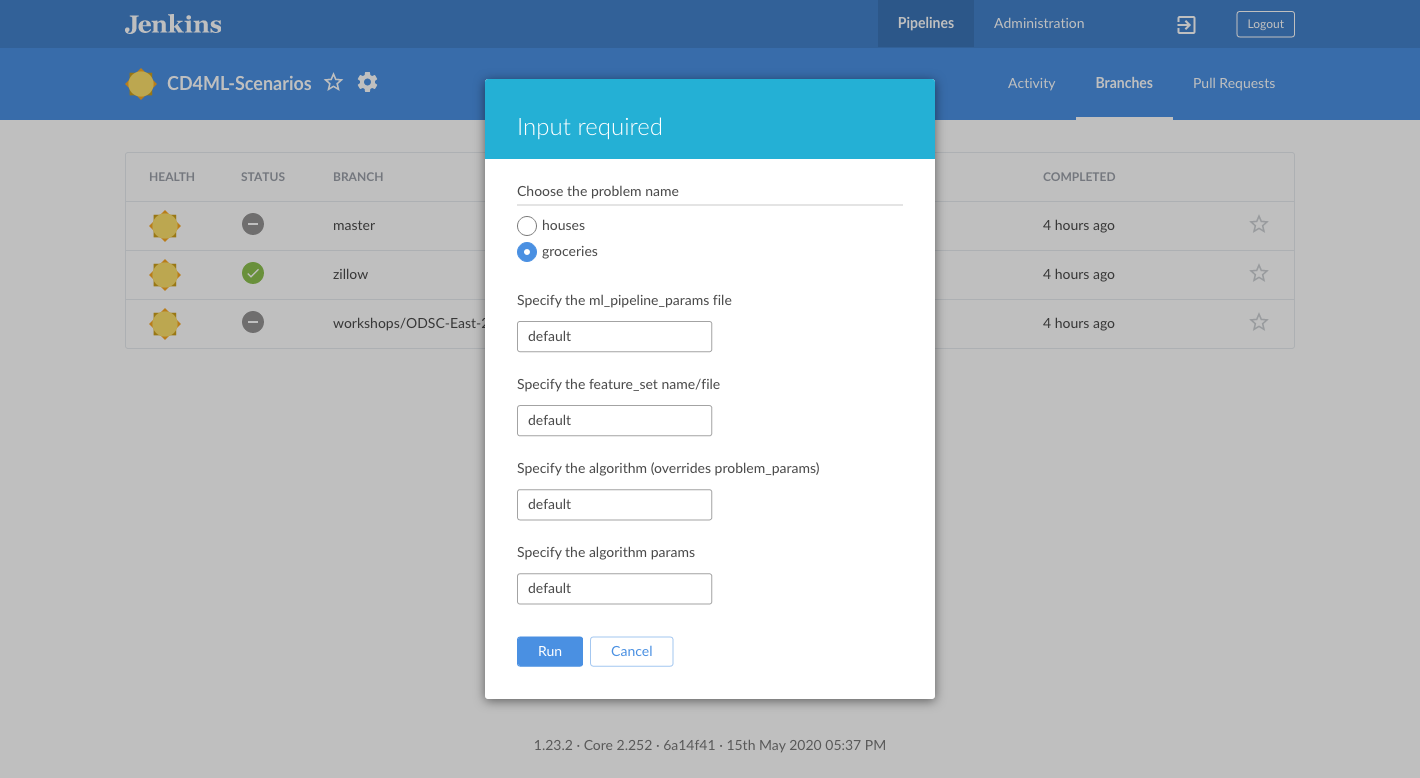 Jenkins
Pipelines
Administration
Logout
CD4ML-Scenarios
Activity
Branches
Pull Requests
HEALTH STATUS BRANCH COMPLETED
master 4 hours ago
zillow 4 hours ago
workshops/ODSC-East-2 4 hours ago
Input required
Choose the problem name
houses
groceries
Specify the ml_pipeline_params file
default
Specify the feature_set name/file
default
Specify the algorithm (overrides problem_params)
default
Specify the algorithm params
default
Run Cancel
1.23.2 · Core 2.252 · 6a14f41 · 15th May 2020 05:37 PM